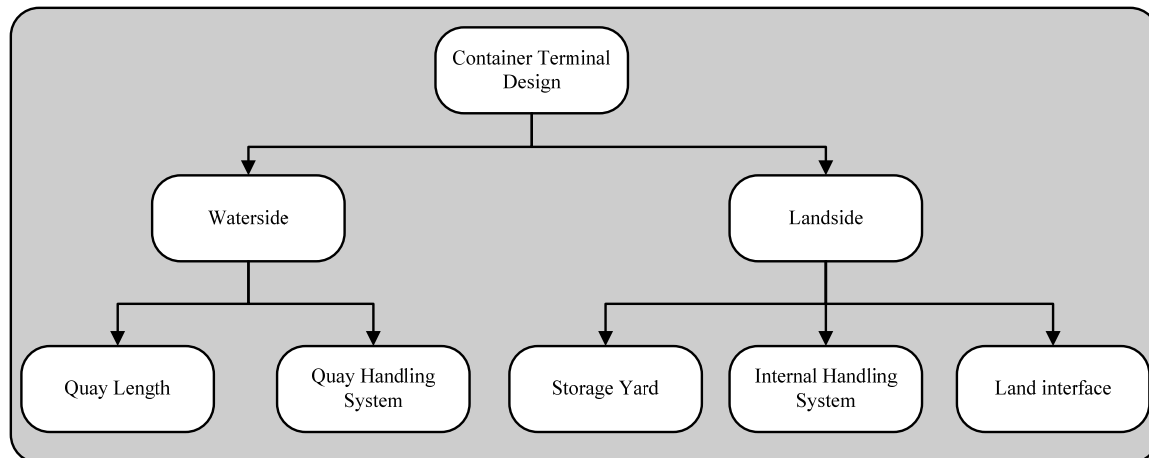 Container Terminal
Design
Waterside
Landside
Quay Length
Quay Handling
System
Storage Yard
Internal Handling
System
Land interface